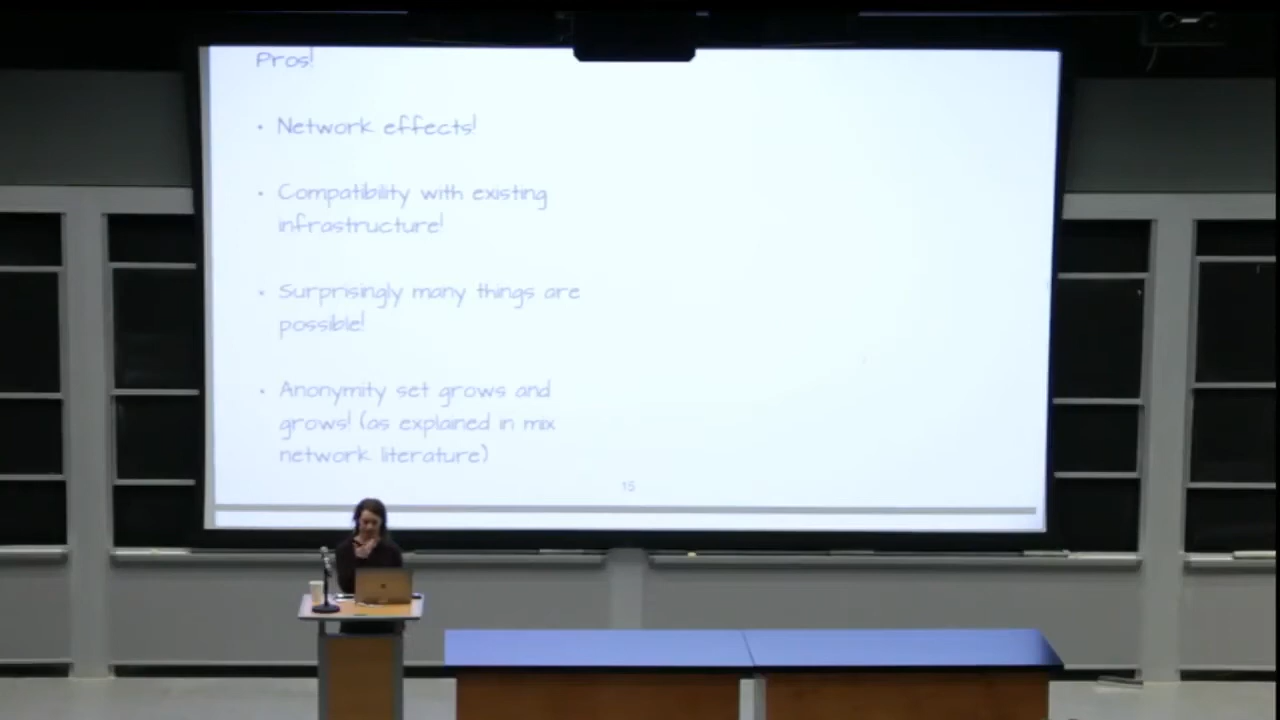 Pros!
• Network effects!
• Compatibility with existing
infrastructure!
• Surprisingly many things are
possible!
• Anonymity set grows and
grows! (as explained in mix
network literature)
15